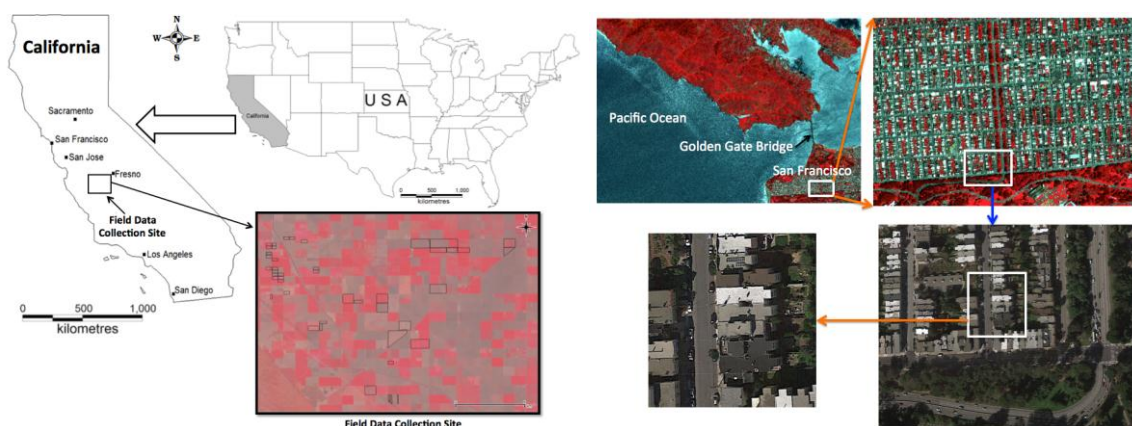 California
N
W
E
S
Sacramento
San Francisco
San Jose
Fresno
Field Data
Collection Site
Los Angeles
San Diego
0 500 1,000
kilometres
USA
California
0 500 1,000
kilometres
Field Data Collection Site
Pacific Ocean
Golden Gate Bridge
San Francisco